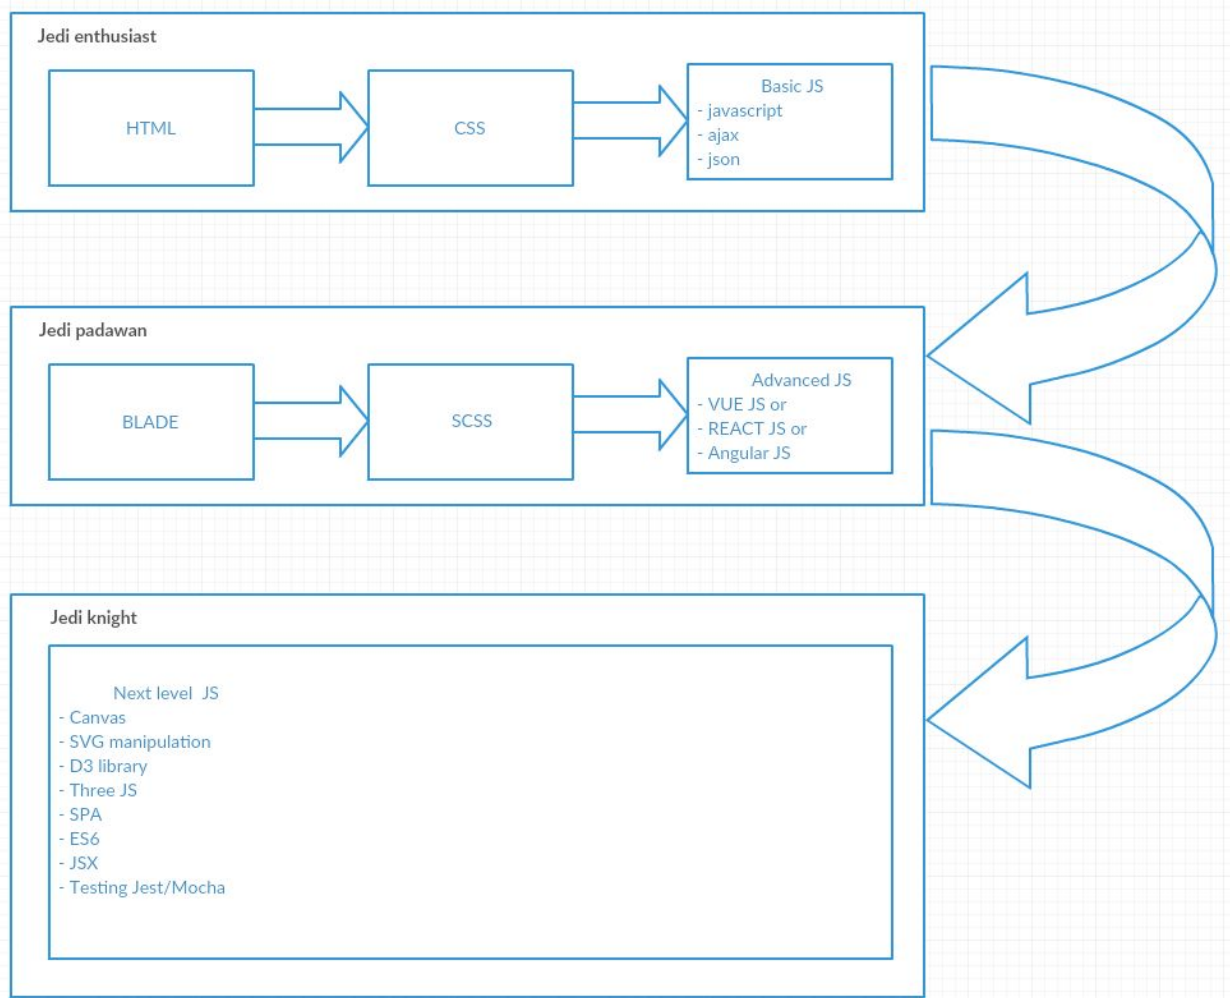 Jedi enthusiast
HTML
CSS
Basic JS
- javascript
- ajax
- json
Jedi padawan
BLADE
SCSS
Advanced JS
- VUE JS or
- REACT JS or
- Angular JS
Jedi knight
Next level  JS
- Canvas
- SVG manipulation
- D3 library
- Three JS
- SPA
- ES6
- JSX
- Testing Jest/Mocha